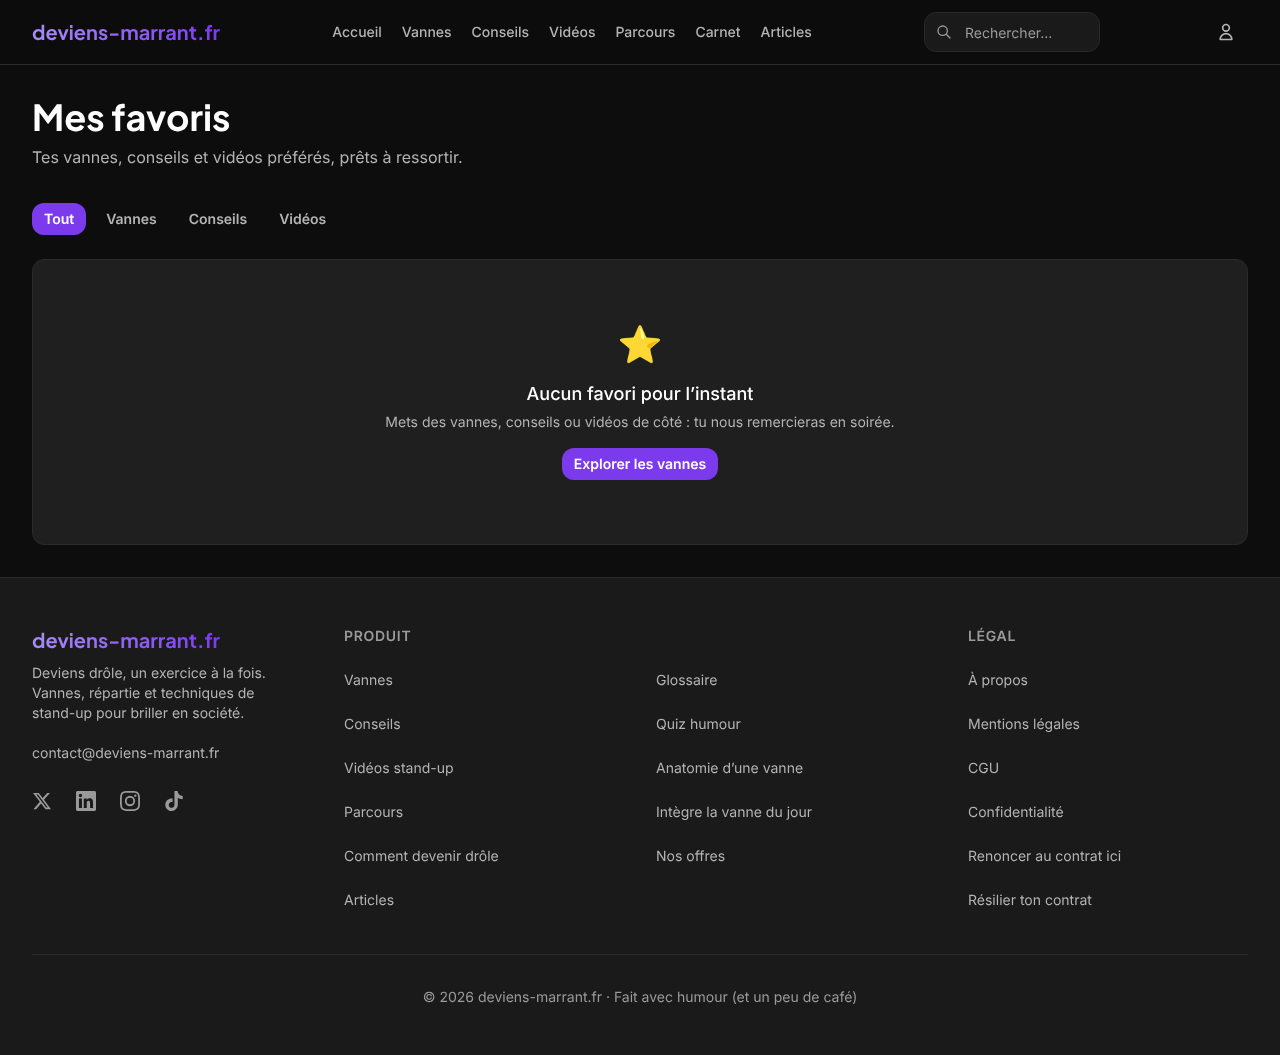 deviens-marrant.fr
Accueil
Vannes
Conseils
Vidéos
Parcours
Carnet
Articles
Rechercher...
Mes favoris
Tes vannes, conseils et vidéos préférés, prêts à ressortir.
Tout
Vannes
Conseils
Vidéos
Aucun favori pour l’instant
Mets des vannes, conseils ou vidéos de côté : tu nous remercieras en soirée.
Explorer les vannes
deviens-marrant.fr
Deviens drôle, un exercice à la fois.
Vannes, répartie et techniques de
stand-up pour briller en société.
contact@deviens-marrant.fr
PRODUIT
Vannes
Conseils
Vidéos stand-up
Parcours
Comment devenir drôle
Articles
Glossaire
Quiz humour
Anatomie d’une vanne
Intègre la vanne du jour
Nos offres
LÉGAL
À propos
Mentions légales
CGU
Confidentialité
Renoncer au contrat ici
Résilier ton contrat
© 2026 deviens-marrant.fr · Fait avec humour (et un peu de café)